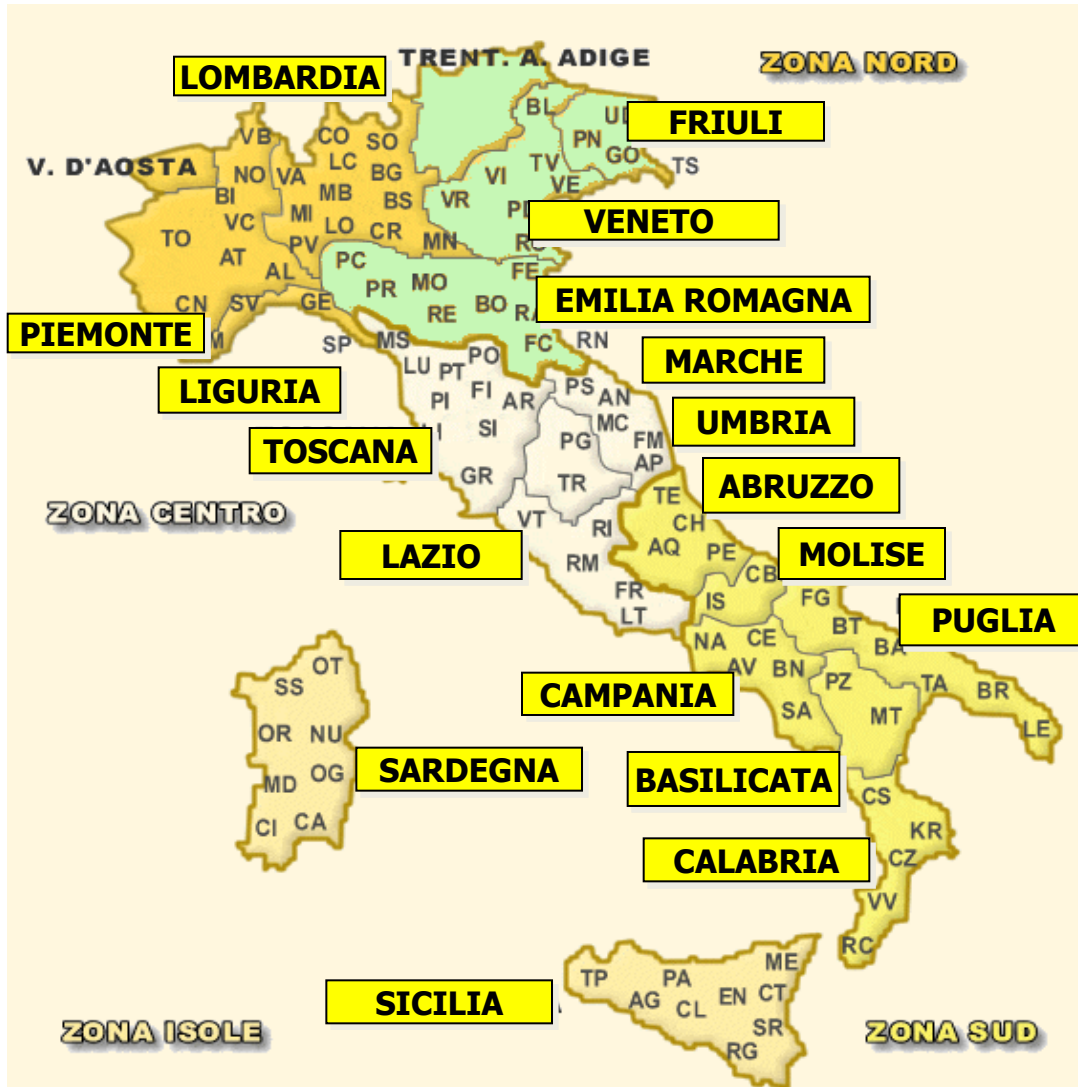 TRENT. A. ADIGE
ZONA NORD
LOMBARDIA
BL
UD
FRIULI
VB
CO
SO
PN
GO
TS
V. D'AOSTA
NO
VA
LC
BG
VI
TV
VE
BI
MB
BS
VR
VC
MI
LO
CR
MN
VENETO
TO
AT
PV
PC
FE
AL
PR
MO
BO
EMILIA ROMAGNA
CN
SV
GE
RE
RA
PIEMONTE
SP
MS
FC
RN
LU
PT
PO
MARCHE
LIGURIA
PI
FI
AR
PS
AN
MC
UMBRIA
TOSCANA
SI
PG
FM
AP
GR
TR
TE
ABRUZZO
ZONA CENTRO
VT
RI
CH
LAZIO
RM
AQ
PE
CB
MOLISE
FR
LT
IS
FG
BT
PUGLIA
NA
CE
BA
OT
SS
AV
BN
PZ
TA
BR
CAMPANIA
SA
MT
LE
OR
NU
SARDEGNA
MD
OG
BASILICATA
CS
CI
CA
KR
CALABRIA
CZ
VV
RC
TP
PA
ME
SICILIA
AG
CL
EN
CT
SR
RG
ZONA ISOLE
ZONA SUD